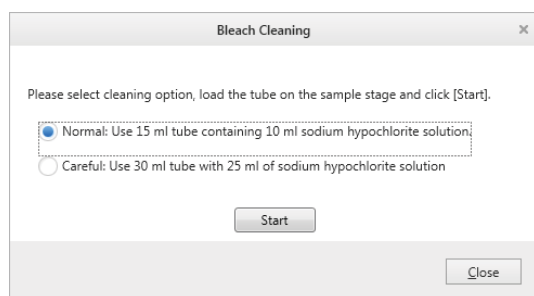 Bleach Cleaning
Please select cleaning option, load the tube on the sample stage and click [Start].
Normal: Use 15 ml tube containing 10 ml sodium hypochlorite solution.
Careful: Use 30 ml tube with 25 ml of sodium hypochlorite solution
Start
Close